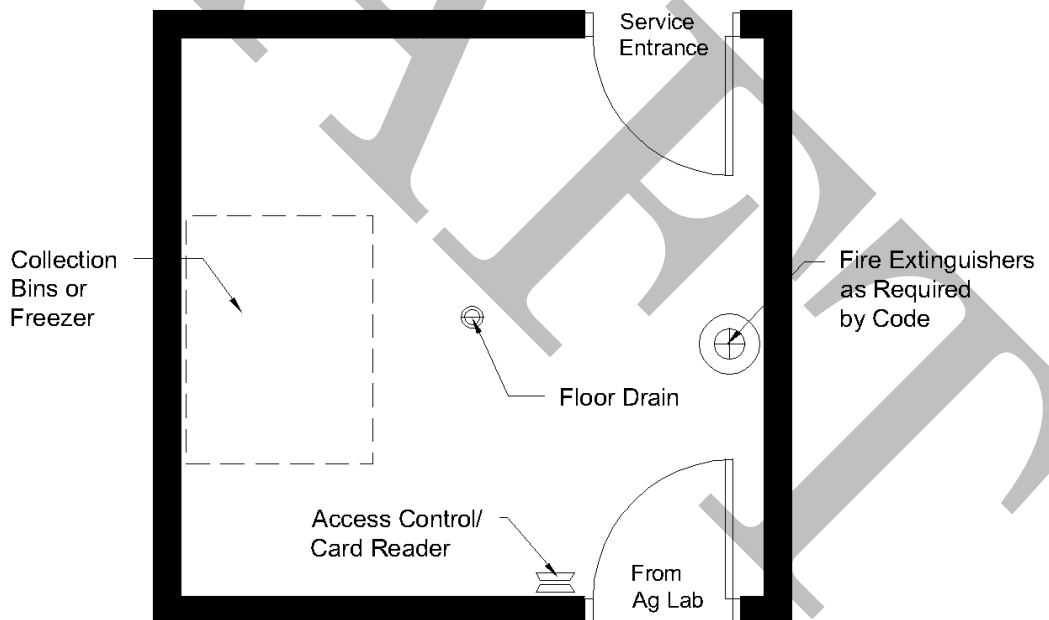 Service
Entrance
Collection
Bins or
Freezer
Fire Extinguishers
as Required
by Code
Floor Drain
Access Control/
Card Reader
From
Ag Lab